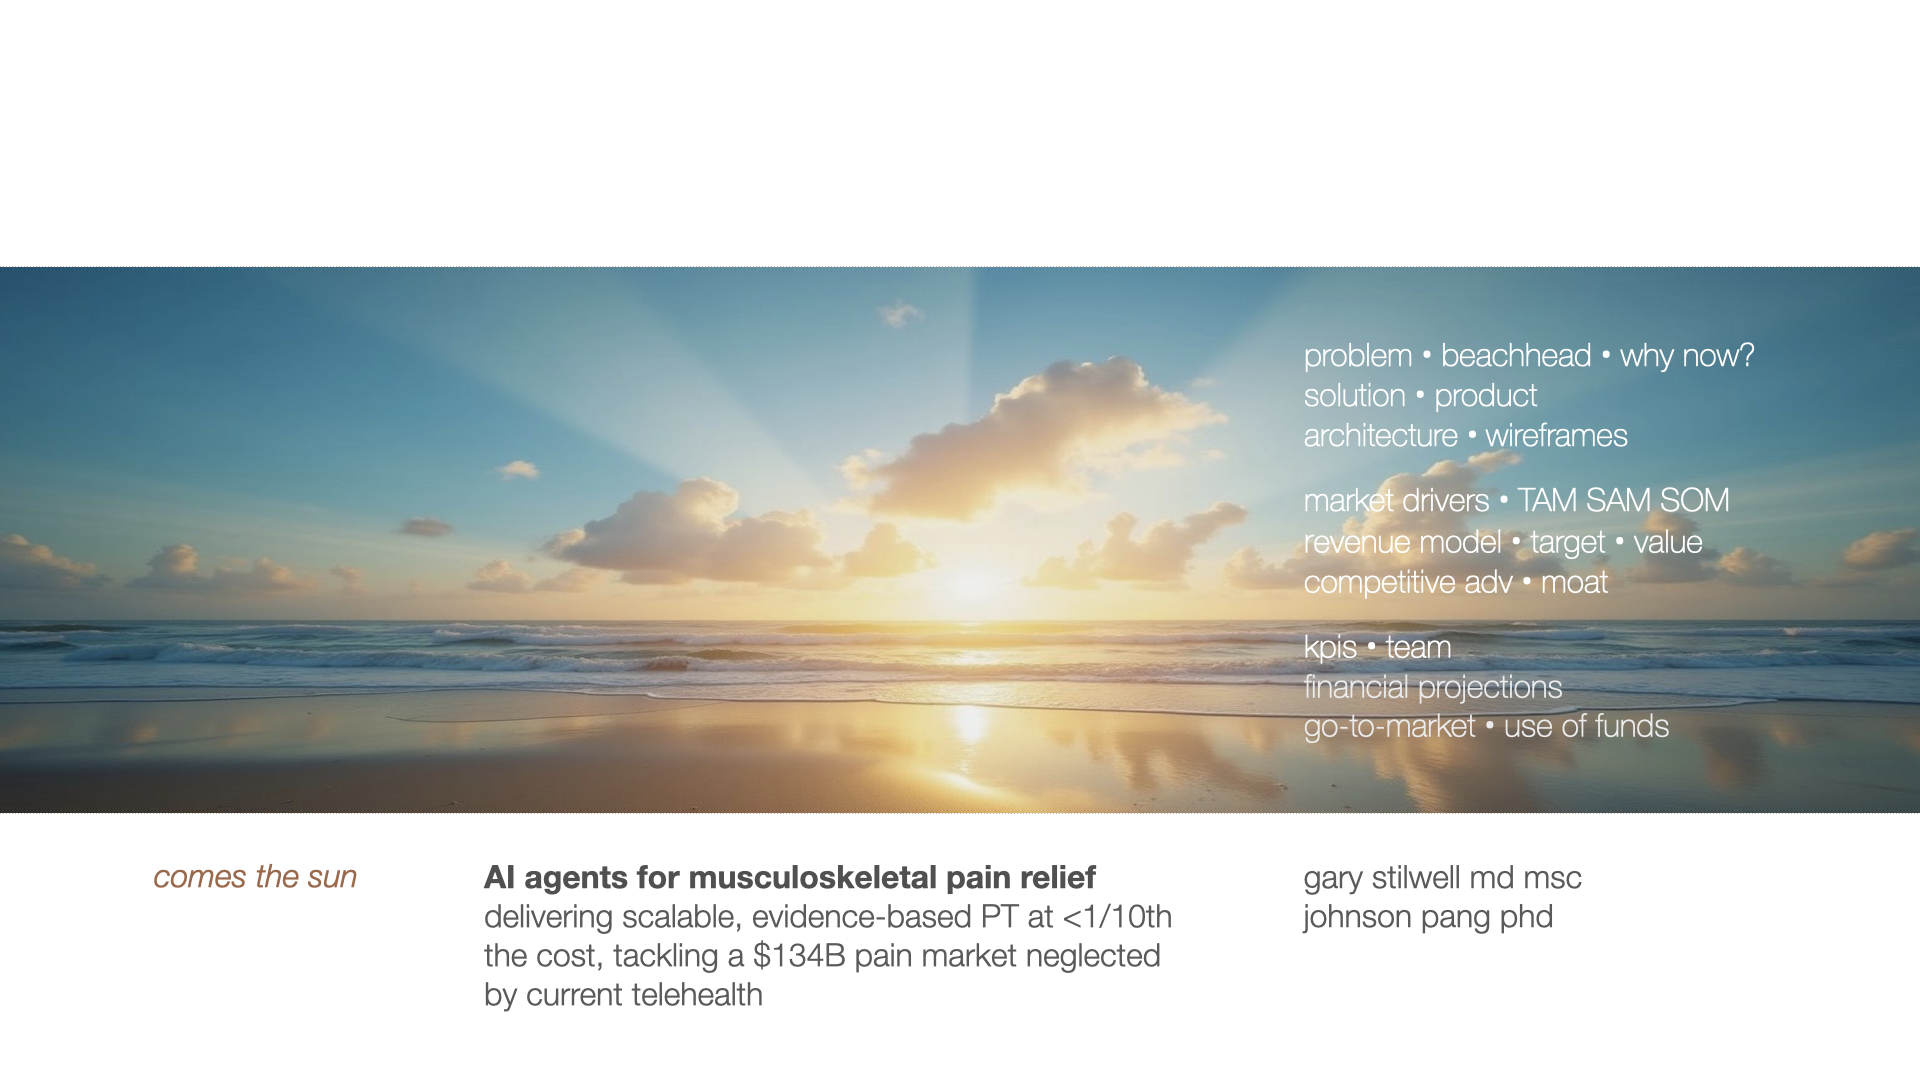 problem • beachhead • why now?
solution • product
architecture • wireframes
market drivers • TAM SAM SOM
revenue model • target • value
competitive adv • moat
kpis • team
financial projections
go-to-market • use of funds
comes the sun
AI agents for musculoskeletal pain relief
delivering scalable, evidence-based PT at <1/10th
the cost, tackling a $134B pain market neglected
by current telehealth
gary stilwell md msc
johnson pang phd